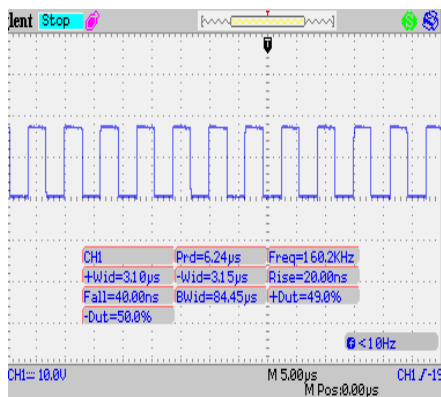 lent Stop
T
CH1 Prd=6.24µs Freq=160.2KHz
+Wid=3.10µs -Wid=3.15µs Rise=20.00ns
Fall=40.00ns BWid=84.45µs +Dut=49.0%
-Dut=50.0%
<10Hz
CH1 10.0V M 5.00µs CH1 -19
M Pos:0.00µs